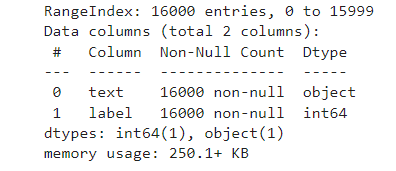 RangeIndex: 16000 entries, 0 to 15999
Data columns (total 2 columns):
 #   Column  Non-Null Count  Dtype
---  ------  --------------  -----
 0   text    16000 non-null  object
 1   label   16000 non-null  int64
dtypes: int64(1), object(1)
memory usage: 250.1+ KB